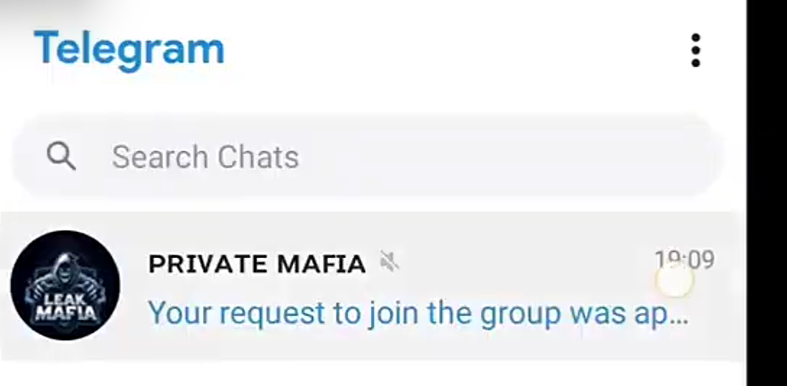 Telegram
Search Chats
PRIVATE MAFIA
19:09
LEAK
MAFIA
Your request to join the group was ap...